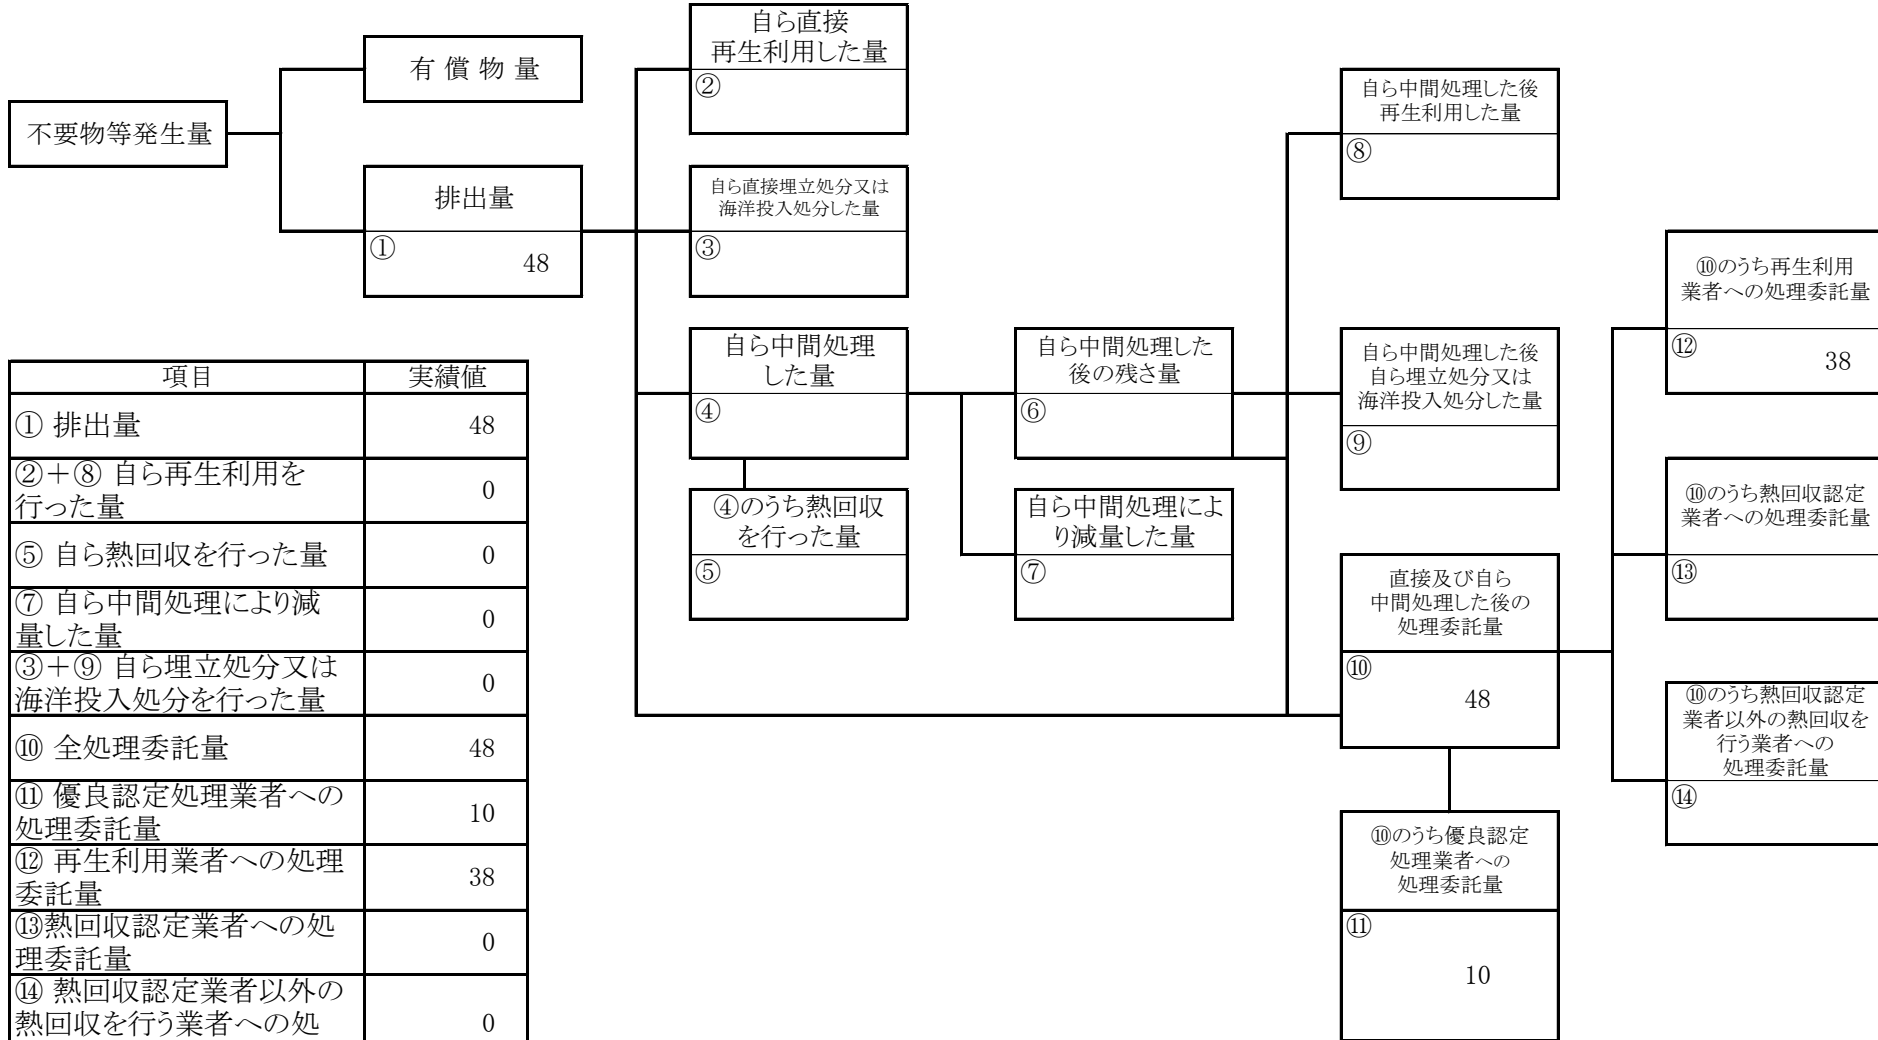 不要物等発生量
有 償 物 量
排出量
①
48
自ら直接
再生利用した量
②
自ら直接埋立処分又は
海洋投入処分した量
③
自ら中間処理
した量
④
④のうち熱回収
を行った量
⑤
自ら中間処理した
後の残さ量
⑥
自ら中間処理によ
り減量した量
⑦
自ら中間処理した後
再生利用した量
⑧
自ら中間処理した後
自ら埋立処分又は
海洋投入処分した量
⑨
直接及び自ら
中間処理した後の
処理委託量
⑩
48
⑩のうち優良認定
処理業者への
処理委託量
⑪
10
⑩のうち再生利用
業者への処理委託量
⑫
38
⑩のうち熱回収認定
業者への処理委託量
⑬
⑩のうち熱回収認定
業者以外の熱回収を
行う業者への
処理委託量
⑭
項目 実績値
① 排出量 48
②＋⑧ 自ら再生利用を
行った量 0
⑤ 自ら熱回収を行った量 0
⑦ 自ら中間処理により減
量した量 0
③＋⑨ 自ら埋立処分又は
海洋投入処分を行った量 0
⑩ 全処理委託量 48
⑪ 優良認定処理業者への
処理委託量 10
⑫ 再生利用業者への処理
委託量 38
⑬熱回収認定業者への処
理委託量 0
⑭ 熱回収認定業者以外の
熱回収を行う業者への処 0